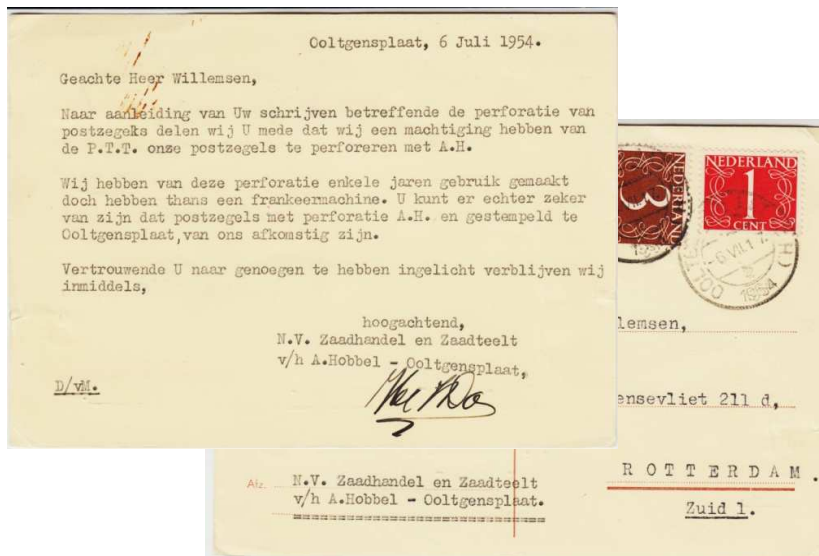 Ooltgensplaat, 6 Juli 1954.
Geachte Heer Willemsen,
Naar aanleiding van Uw schrijven betreffende de perforatie van
postzegels delen wij U mede dat wij een machtiging hebben van
de P.T.T. onze postzegels te perforeren met A.H.
Wij hebben van deze perforatie enkele jaren gebruik gemaakt
doch hebben thans een frankeermachine. U kunt er echter zeker
van zijn dat postzegels met perforatie A.H. en gestempeld te
Ooltgensplaat,van ons afkomstig zijn.
Vertrouwende U naar genoegen te hebben ingelicht verblijven wij
inmiddels,
hoogachtend,
N.V. Zaadhandel en Zaadteelt
v/h A.Hobbel - Ooltgensplaat,
D/vM.
3
NEDERLAND
NEDERLAND
1
CENT
6.VII.17
1954
lemsen,
ensevliet 211 d,
ROTTERDAM.
Zuid 1.
Afz. N.V. Zaadhandel en Zaadteelt
v/h A.Hobbel - Ooltgensplaat.